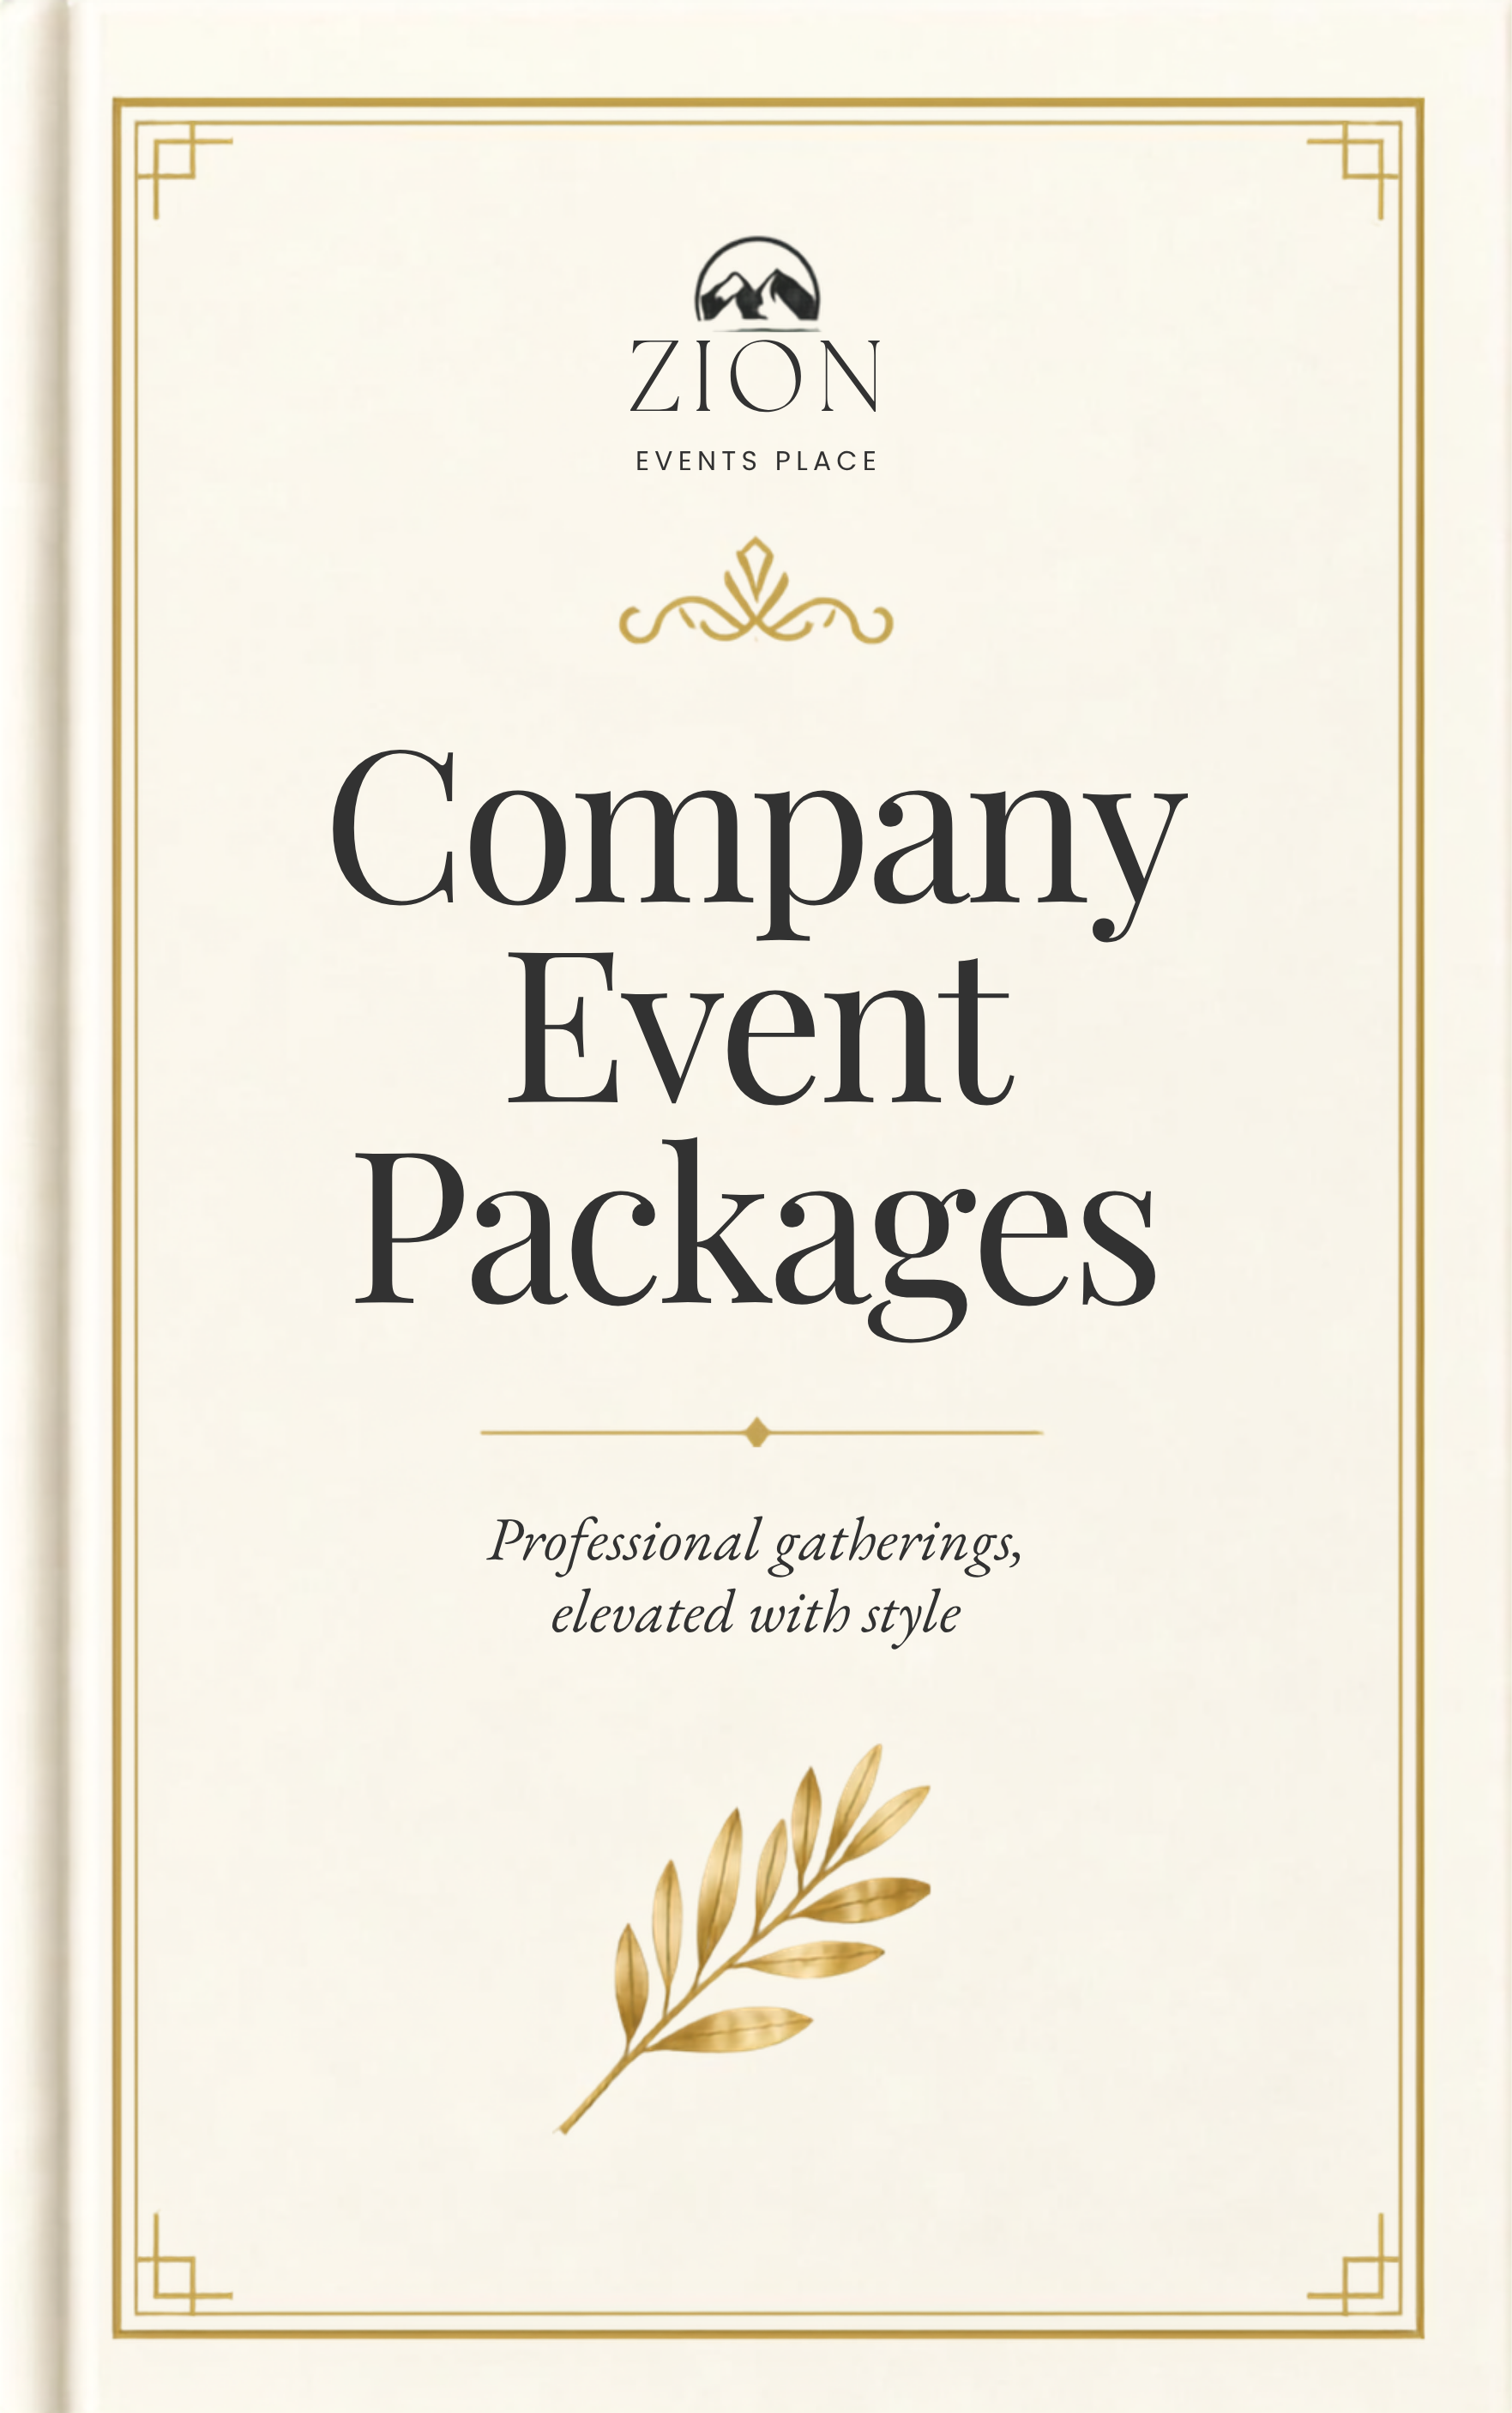 ZION
EVENTS PLACE
Company
Event
Packages
Professional gatherings,
elevated with style